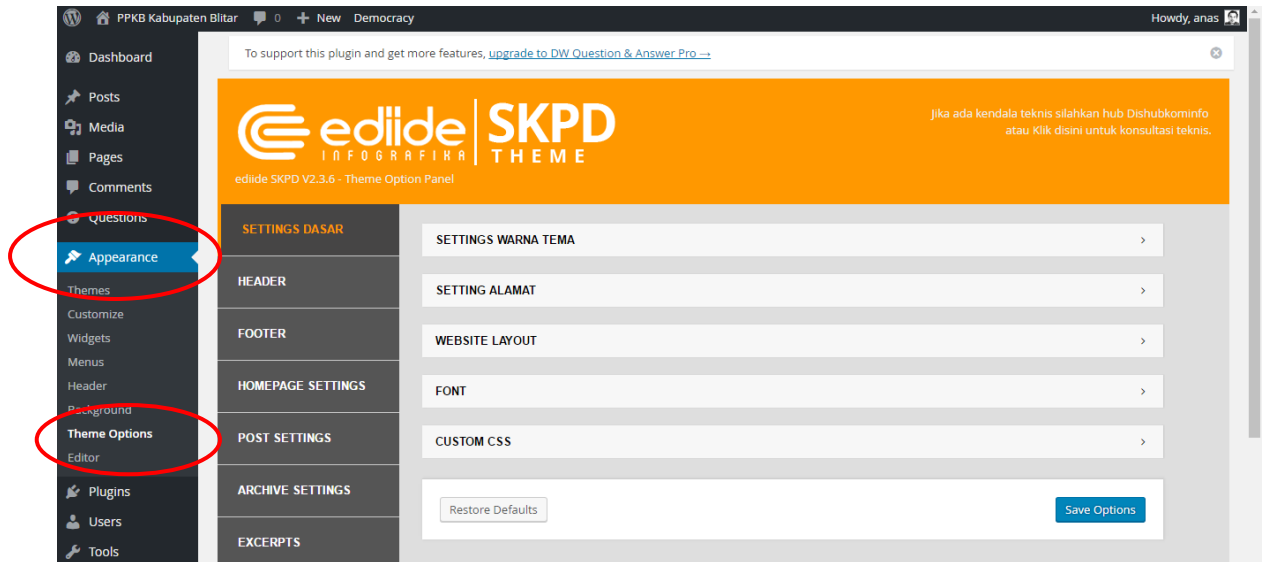 PPKB Kabupaten Blitar 0 + New Democracy Howdy, anas
Dashboard
Posts
Media
Pages
Comments
Questions
Appearance
Themes
Customize
Widgets
Menus
Header
Background
Theme Options
Editor
Plugins
Users
Tools
To support this plugin and get more features, upgrade to DW Question & Answer Pro →
ediide
INFOGRAFIKA
SKPD
THEME
ediide SKPD V2.3.6 - Theme Option Panel
Jika ada kendala teknis silahkan hub Dishubkominfo
atau Klik disini untuk konsultasi teknis.
SETTINGS DASAR
HEADER
FOOTER
HOMEPAGE SETTINGS
POST SETTINGS
ARCHIVE SETTINGS
EXCERPTS
SETTINGS WARNA TEMA
SETTING ALAMAT
WEBSITE LAYOUT
FONT
CUSTOM CSS
Restore Defaults
Save Options